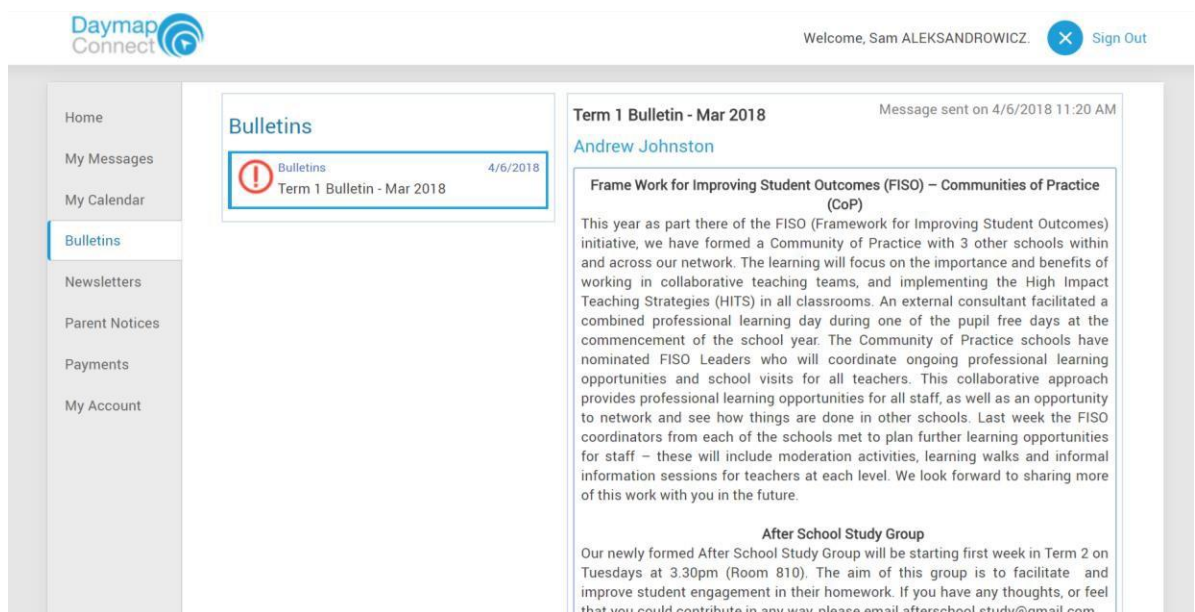 Daymap
Connect
Welcome, Sam ALEKSANDROWICZ.
Sign Out
Home
My Messages
My Calendar
Bulletins
Newsletters
Parent Notices
Payments
My Account
Bulletins
Bulletins 4/6/2018
Term 1 Bulletin - Mar 2018
Term 1 Bulletin - Mar 2018 Message sent on 4/6/2018 11:20 AM
Andrew Johnston
Frame Work for Improving Student Outcomes (FISO) – Communities of Practice
(CoP)
This year as part there of the FISO (Framework for Improving Student Outcomes)
initiative, we have formed a Community of Practice with 3 other schools within
and across our network. The learning will focus on the importance and benefits of
working in collaborative teaching teams, and implementing the High Impact
Teaching Strategies (HITS) in all classrooms. An external consultant facilitated a
combined professional learning day during one of the pupil free days at the
commencement of the school year. The Community of Practice schools have
nominated FISO Leaders who will coordinate ongoing professional learning
opportunities and school visits for all teachers. This collaborative approach
provides professional learning opportunities for all staff, as well as an opportunity
to network and see how things are done in other schools. Last week the FISO
coordinators from each of the schools met to plan further learning opportunities
for staff – these will include moderation activities, learning walks and informal
information sessions for teachers at each level. We look forward to sharing more
of this work with you in the future.
After School Study Group
Our newly formed After School Study Group will be starting first week in Term 2 on
Tuesdays at 3.30pm (Room 810). The aim of this group is to facilitate and
improve student engagement in their homework. If you have any thoughts, or feel
that you could contribute in any way, please email afterschool.study@gmail.com